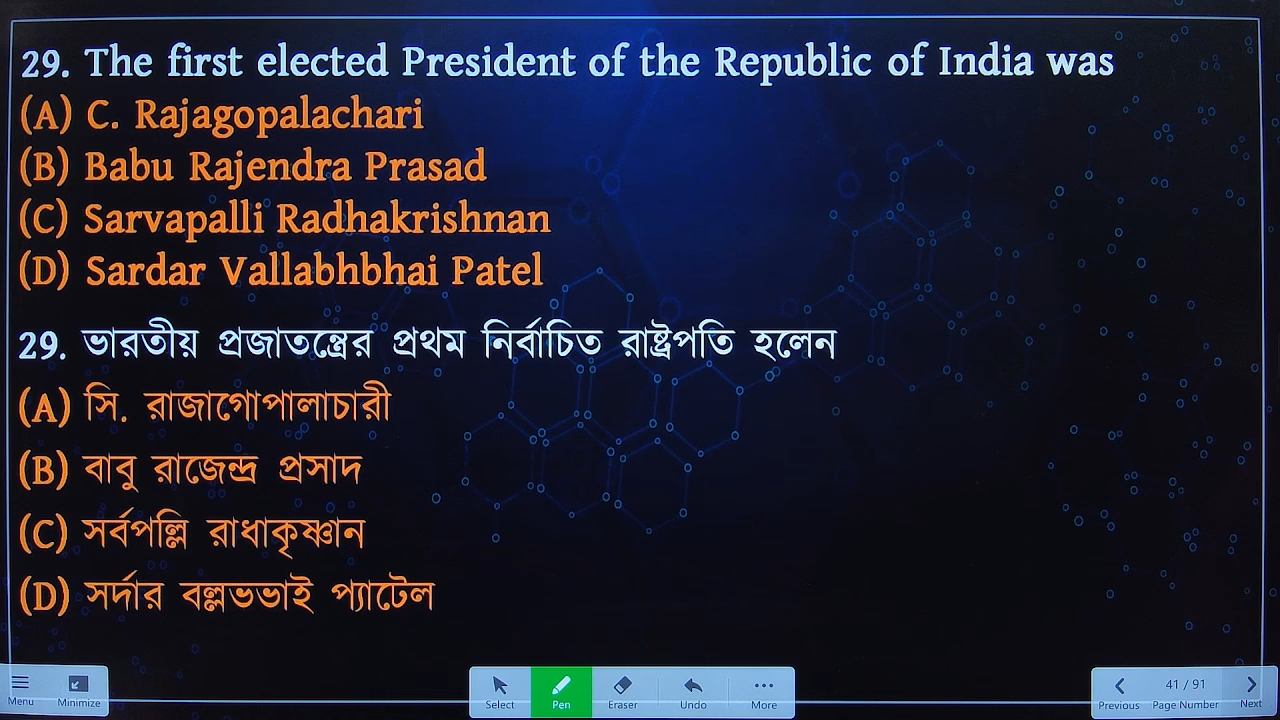 29. The first elected President of the Republic of India was
(A) C. Rajagopalachari
(B) Babu Rajendra Prasad
(C) Sarvapalli Radhakrishnan
(D) Sardar Vallabhbhai Patel
29. ভারতীয় প্রজাতন্ত্রের প্রথম নির্বাচিত রাষ্ট্রপতি হলেন
(A) সি. রাজাগোপালাচারী
(B) বাবু রাজেন্দ্র প্রসাদ
(C) সর্বপল্লি রাধাকৃষ্ণান
(D) সর্দার বল্লভভাই প্যাটেল
Menu Minimize Select Pen Eraser Undo More Previous 41 / 91 Page Number Next